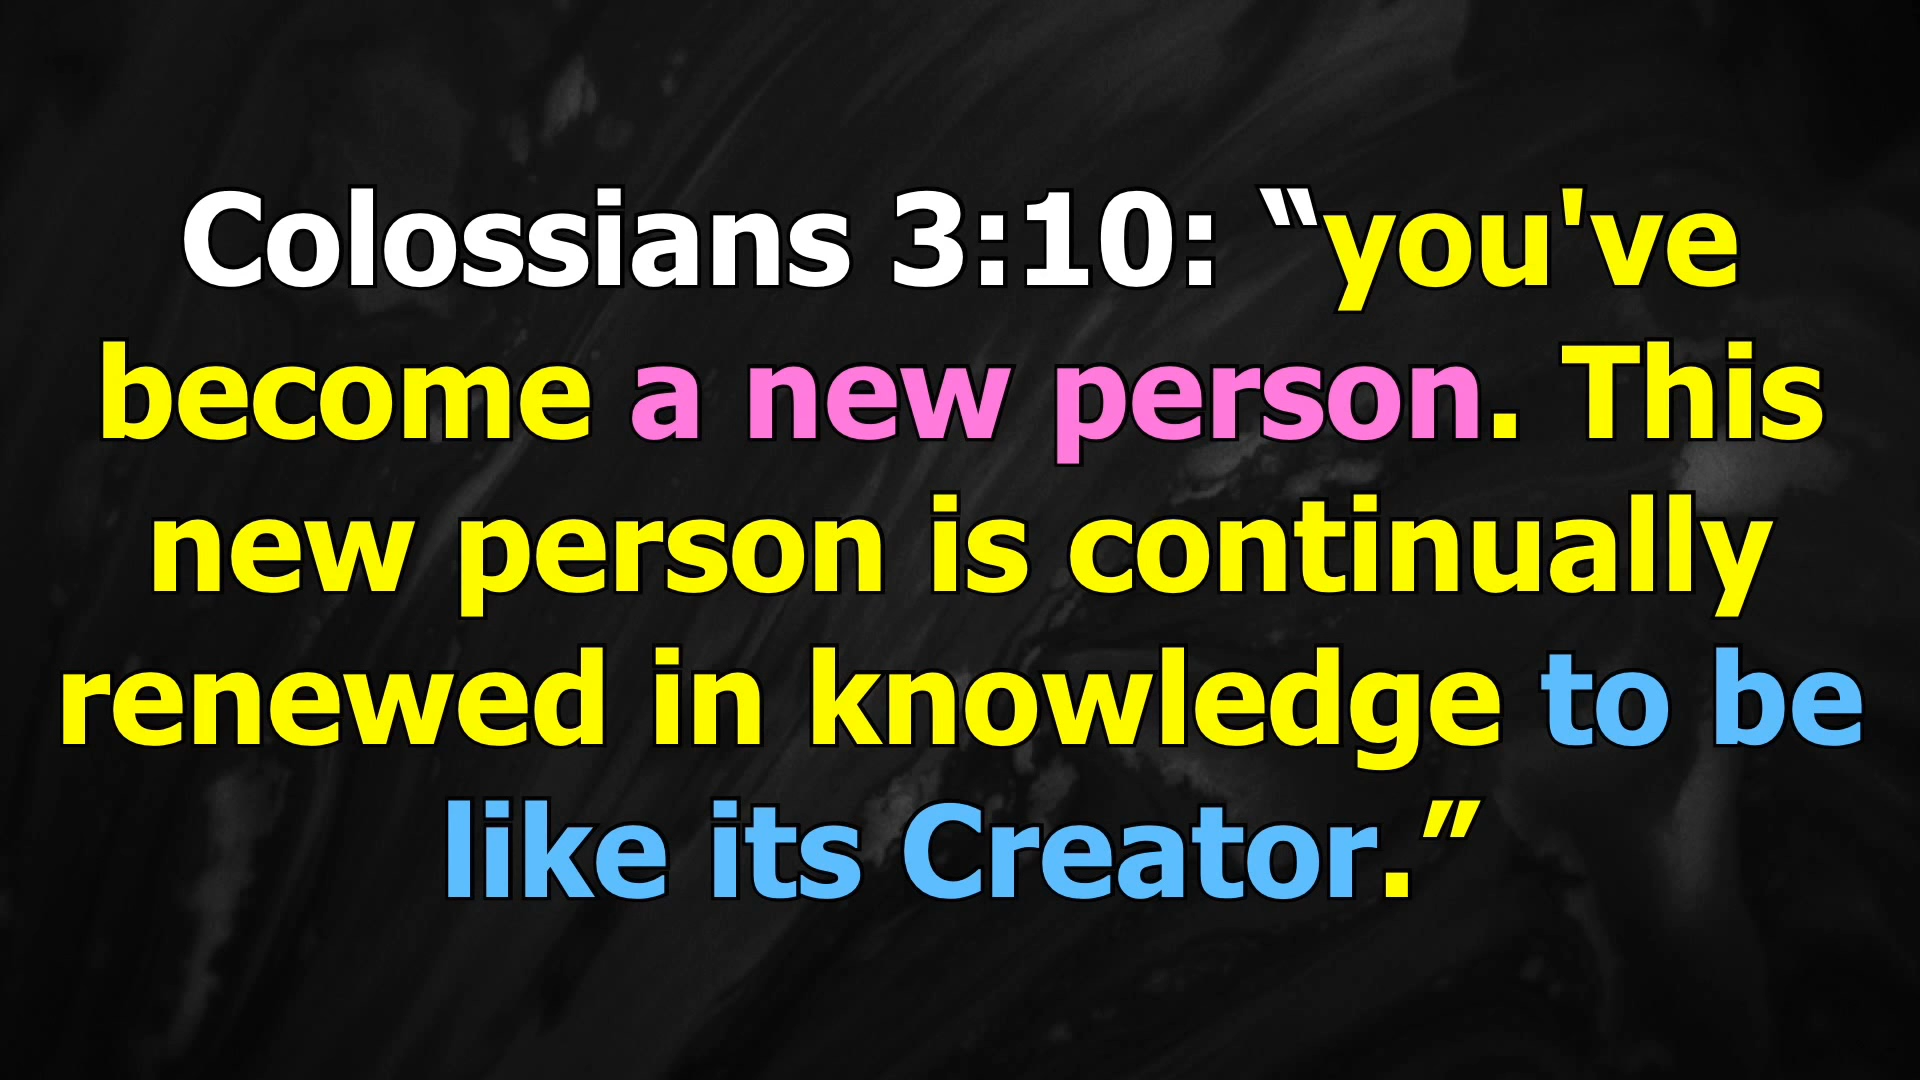 Colossians 3:10: “you've
become a new person. This
new person is continually
renewed in knowledge to be
like its Creator.”